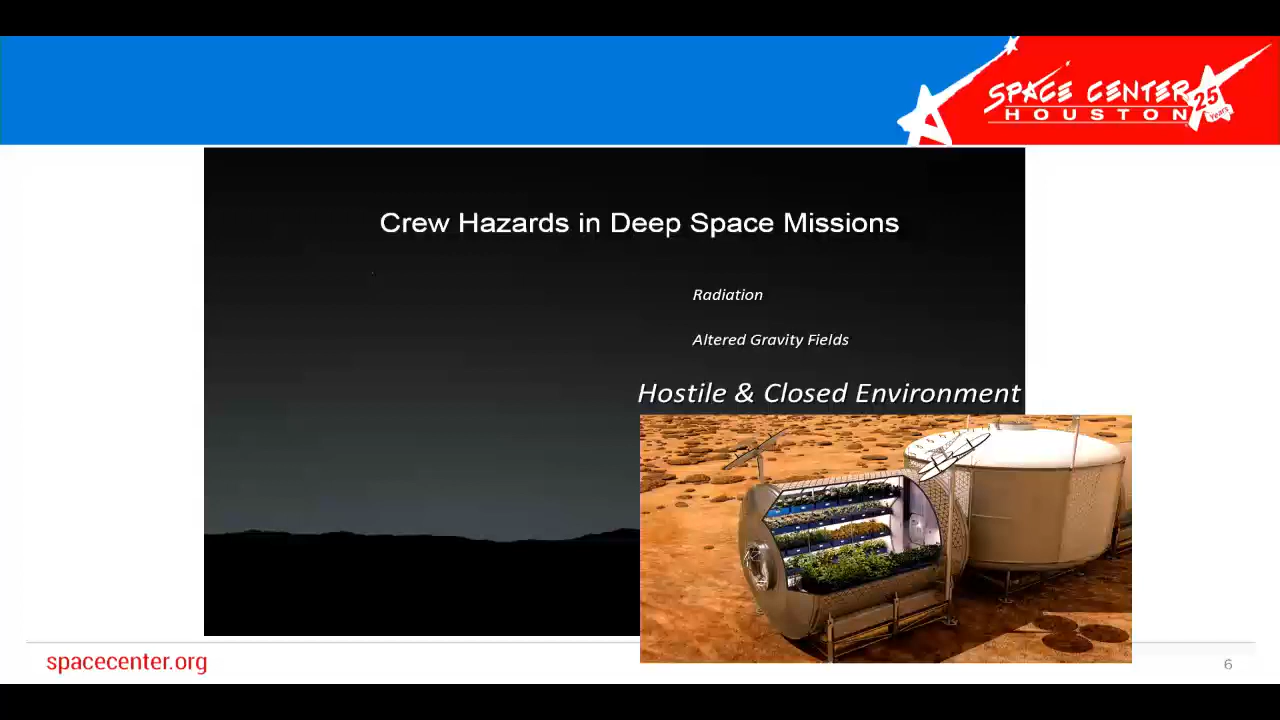 SPACE CENTER
HOUSTON
25
Years
Crew Hazards in Deep Space Missions
Radiation
Altered Gravity Fields
Hostile & Closed Environment
spacecenter.org
6